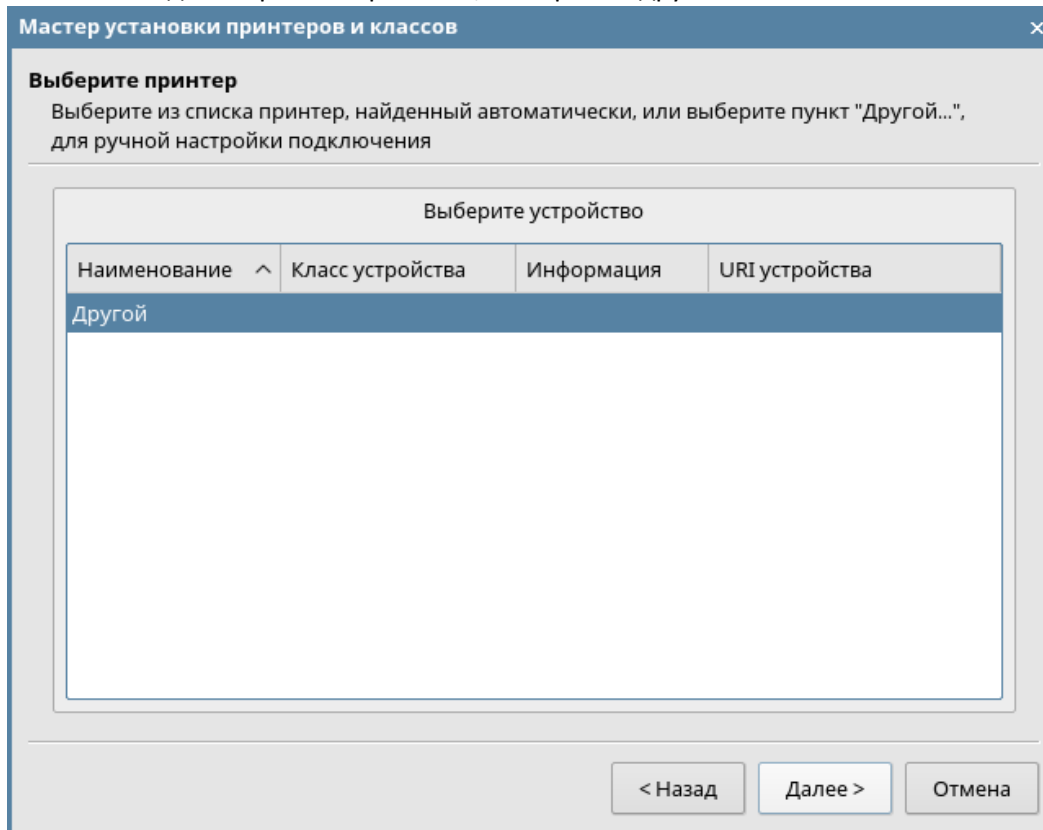 Мастер установки принтеров и классов
Выберите принтер
Выберите из списка принтер, найденный автоматически, или выберите пункт "Другой...",
для ручной настройки подключения
Выберите устройство
Наименование Класс устройства Информация URI устройства
Другой
< Назад Далее > Отмена